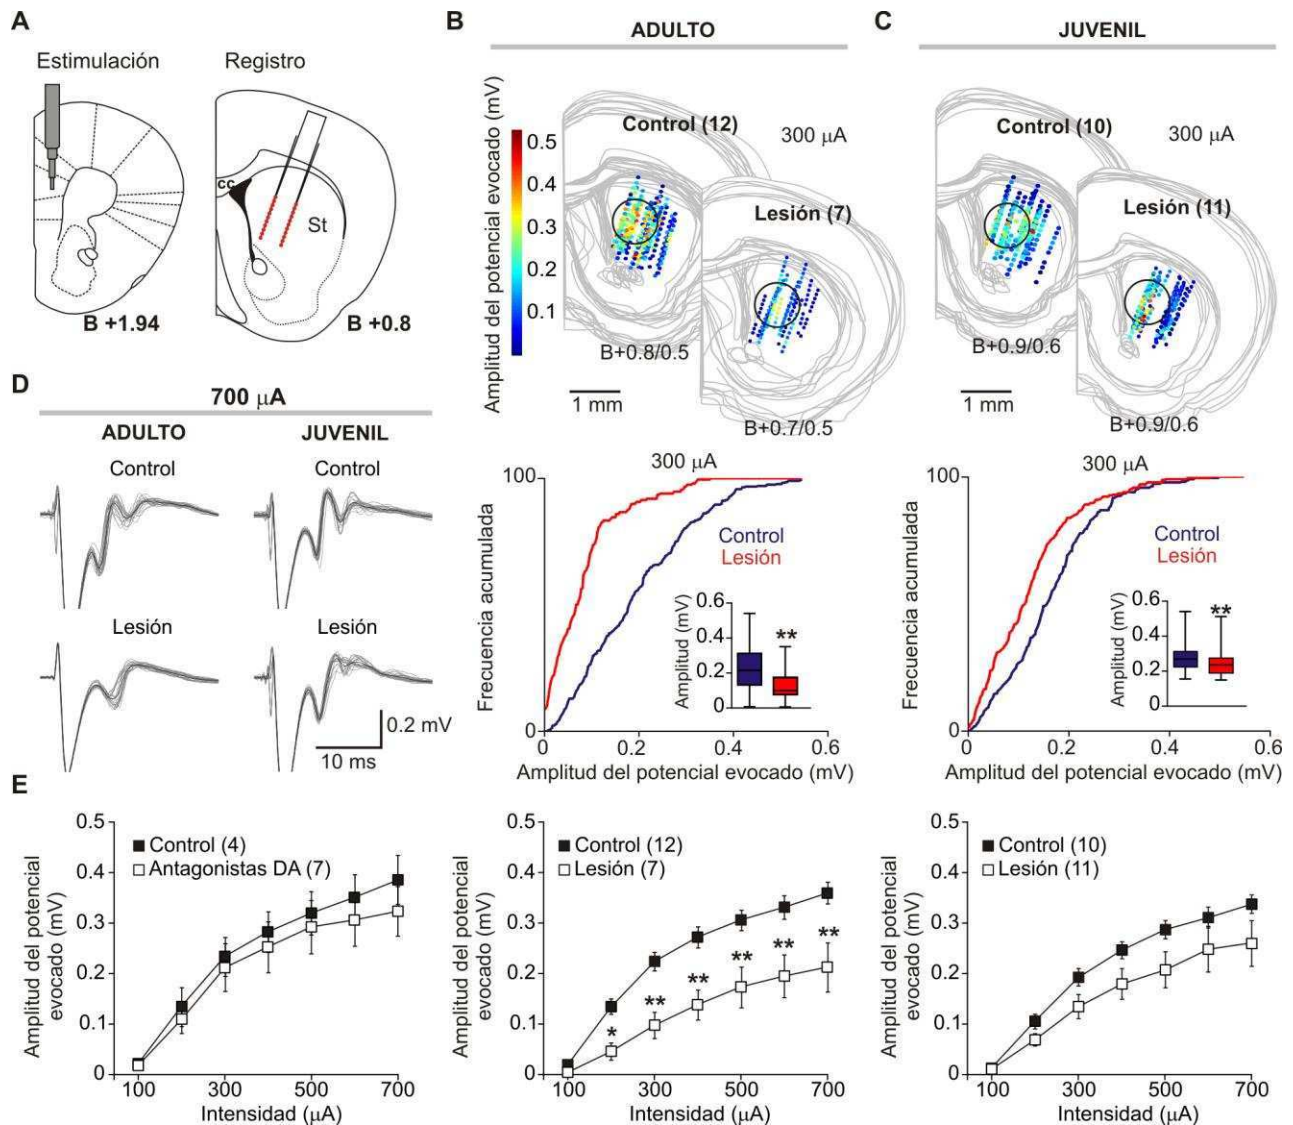 A
Estimulación
Registro
cc
St
B +1.94
B +0.8
B
ADULTO
Amplitud del potencial evocado (mV)
0.5
0.4
0.3
0.2
0.1
Control (12)
300 µA
Lesión (7)
B+0.8/0.5
1 mm
B+0.7/0.5
C
JUVENIL
Control (10)
300 µA
Lesión (11)
B+0.9/0.6
1 mm
B+0.9/0.6
D
700 µA
ADULTO
JUVENIL
Control
Control
Lesión
Lesión
0.2 mV
10 ms
300 µA
Frecuencia acumulada
100
0
Control
Lesión
Amplitud (mV)
0.6
0.4
0.2
0
**
0
0.2
0.4
0.6
Amplitud del potencial evocado (mV)
300 µA
Frecuencia acumulada
100
0
Control
Lesión
Amplitud (mV)
0.6
0.4
0.2
0
**
0
0.2
0.4
0.6
Amplitud del potencial evocado (mV)
E
Amplitud del potencial
evocado (mV)
0.5
0.4
0.3
0.2
0.1
0
Control (4)
Antagonistas DA (7)
100
300
500
700
Intensidad (µA)
Amplitud del potencial
evocado (mV)
0.5
0.4
0.3
0.2
0.1
0
Control (12)
Lesión (7)
*
**
**
**
**
**
100
300
500
700
Intensidad (µA)
Amplitud del potencial
evocado (mV)
0.5
0.4
0.3
0.2
0.1
0
Control (10)
Lesión (11)
100
300
500
700
Intensidad (µA)